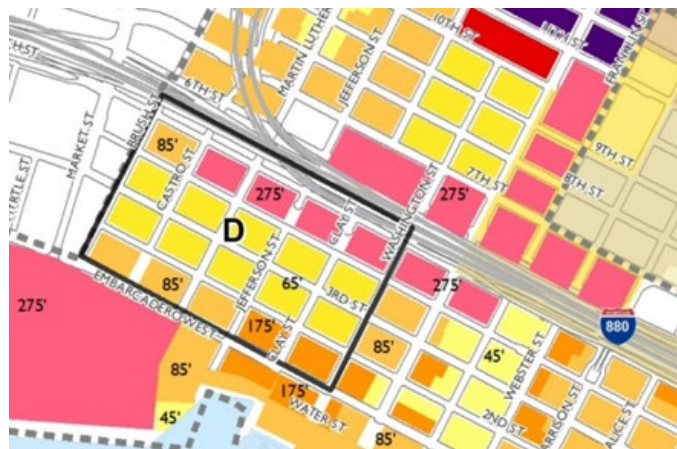 10TH ST
11TH ST
FRANKLIN ST
MARTIN LUTHER
JEFFERSON ST
6TH ST
BRUSH ST
MARKET ST
85'
CASTRO ST
9TH ST
7TH ST
8TH ST
275'
CLAY ST
WASHINGTON ST
275'
D
JEFFERSON ST
65'
3RD ST
275'
EMBARCADERO WEST
85'
275'
175'
CLAY ST
880
85'
45'
WEBSTER ST
85'
175'
WATER ST
2ND ST
HARRISON ST
ALICE ST
45'
85'